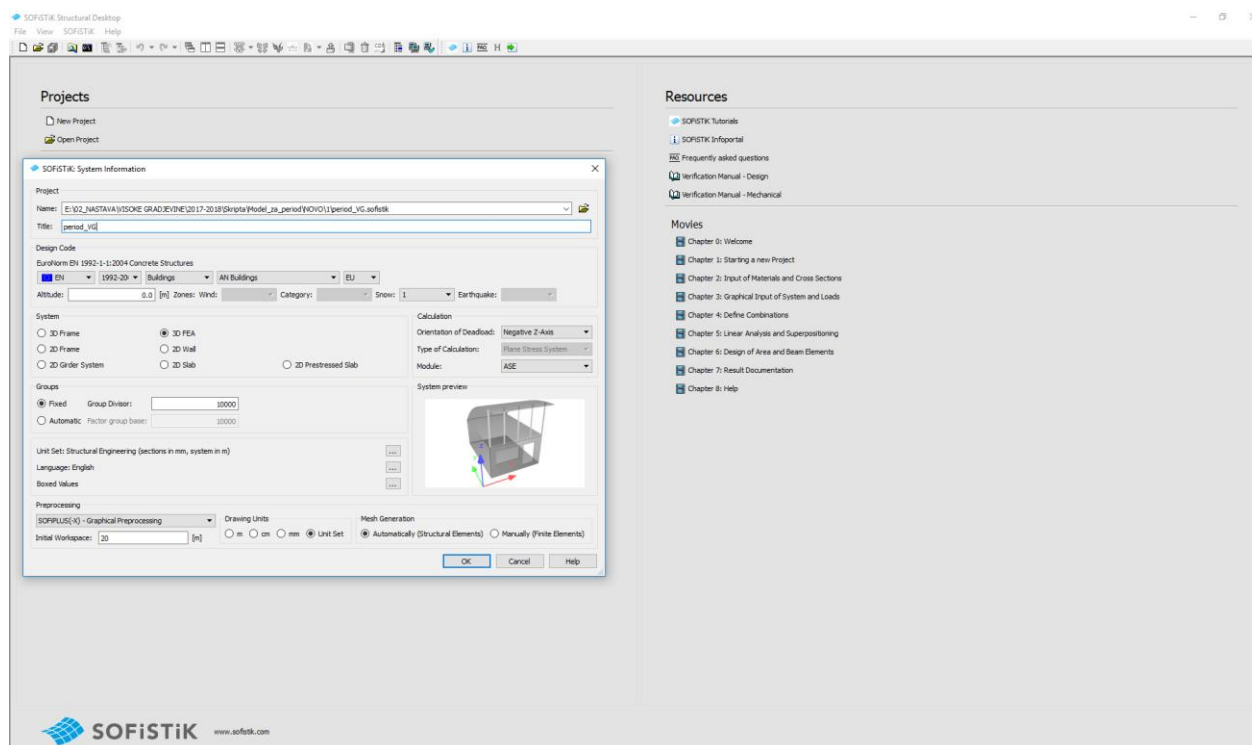 SOFiSTiK Structural Desktop
File View SOFiSTiK Help
Projects
New Project
Open Project
SOFiSTiK: System Information
Project
Name: E:\02_NASTAVA\VISOKE GRADJEVINE\2017-2018\Skripta\Model_za_period\NOVO\1\period_VG.sofistik
Title: period_VG
Design Code
EuroNorm EN 1992-1-1:2004 Concrete Structures
EN 1992-20 Buildings AN Buildings EU
Altitude: 0.0 [m] Zones: Wind: Category: Snow: 1 Earthquake:
System
3D Frame 3D FEA
2D Frame 2D Wall
2D Girder System 2D Slab 2D Prestressed Slab
Calculation
Orientation of Deadload: Negative Z-Axis
Type of Calculation: Plane Stress System
Module: ASE
Groups
Fixed Group Divisor: 10000
Automatic Factor group base: 10000
System preview
Unit Set: Structural Engineering (sections in mm, system in m) ...
Language: English ...
Boxed Values ...
Preprocessing
SOFiPLUS(-X) - Graphical Preprocessing
Initial Workspace: 20 [m]
Drawing Units
m cm mm Unit Set
Mesh Generation
Automatically (Structural Elements) Manually (Finite Elements)
OK Cancel Help
Resources
SOFiSTiK Tutorials
SOFiSTiK Infoportal
FAQ Frequently asked questions
Verification Manual - Design
Verification Manual - Mechanical
Movies
Chapter 0: Welcome
Chapter 1: Starting a new Project
Chapter 2: Input of Materials and Cross Sections
Chapter 3: Graphical Input of System and Loads
Chapter 4: Define Combinations
Chapter 5: Linear Analysis and Superpositioning
Chapter 6: Design of Area and Beam Elements
Chapter 7: Result Documentation
Chapter 8: Help
SOFiSTiK www.sofistik.com